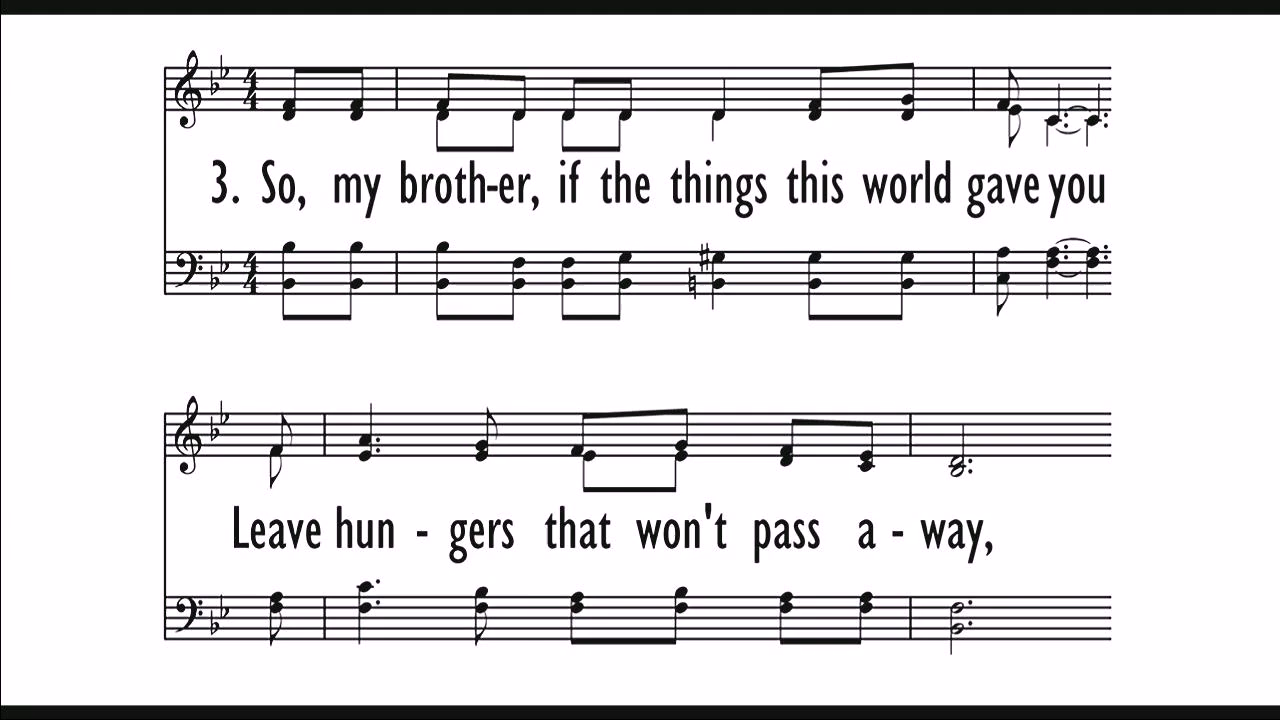 3. So, my broth-er, if the things this world gave you
Leave hun - gers that won't pass a - way,